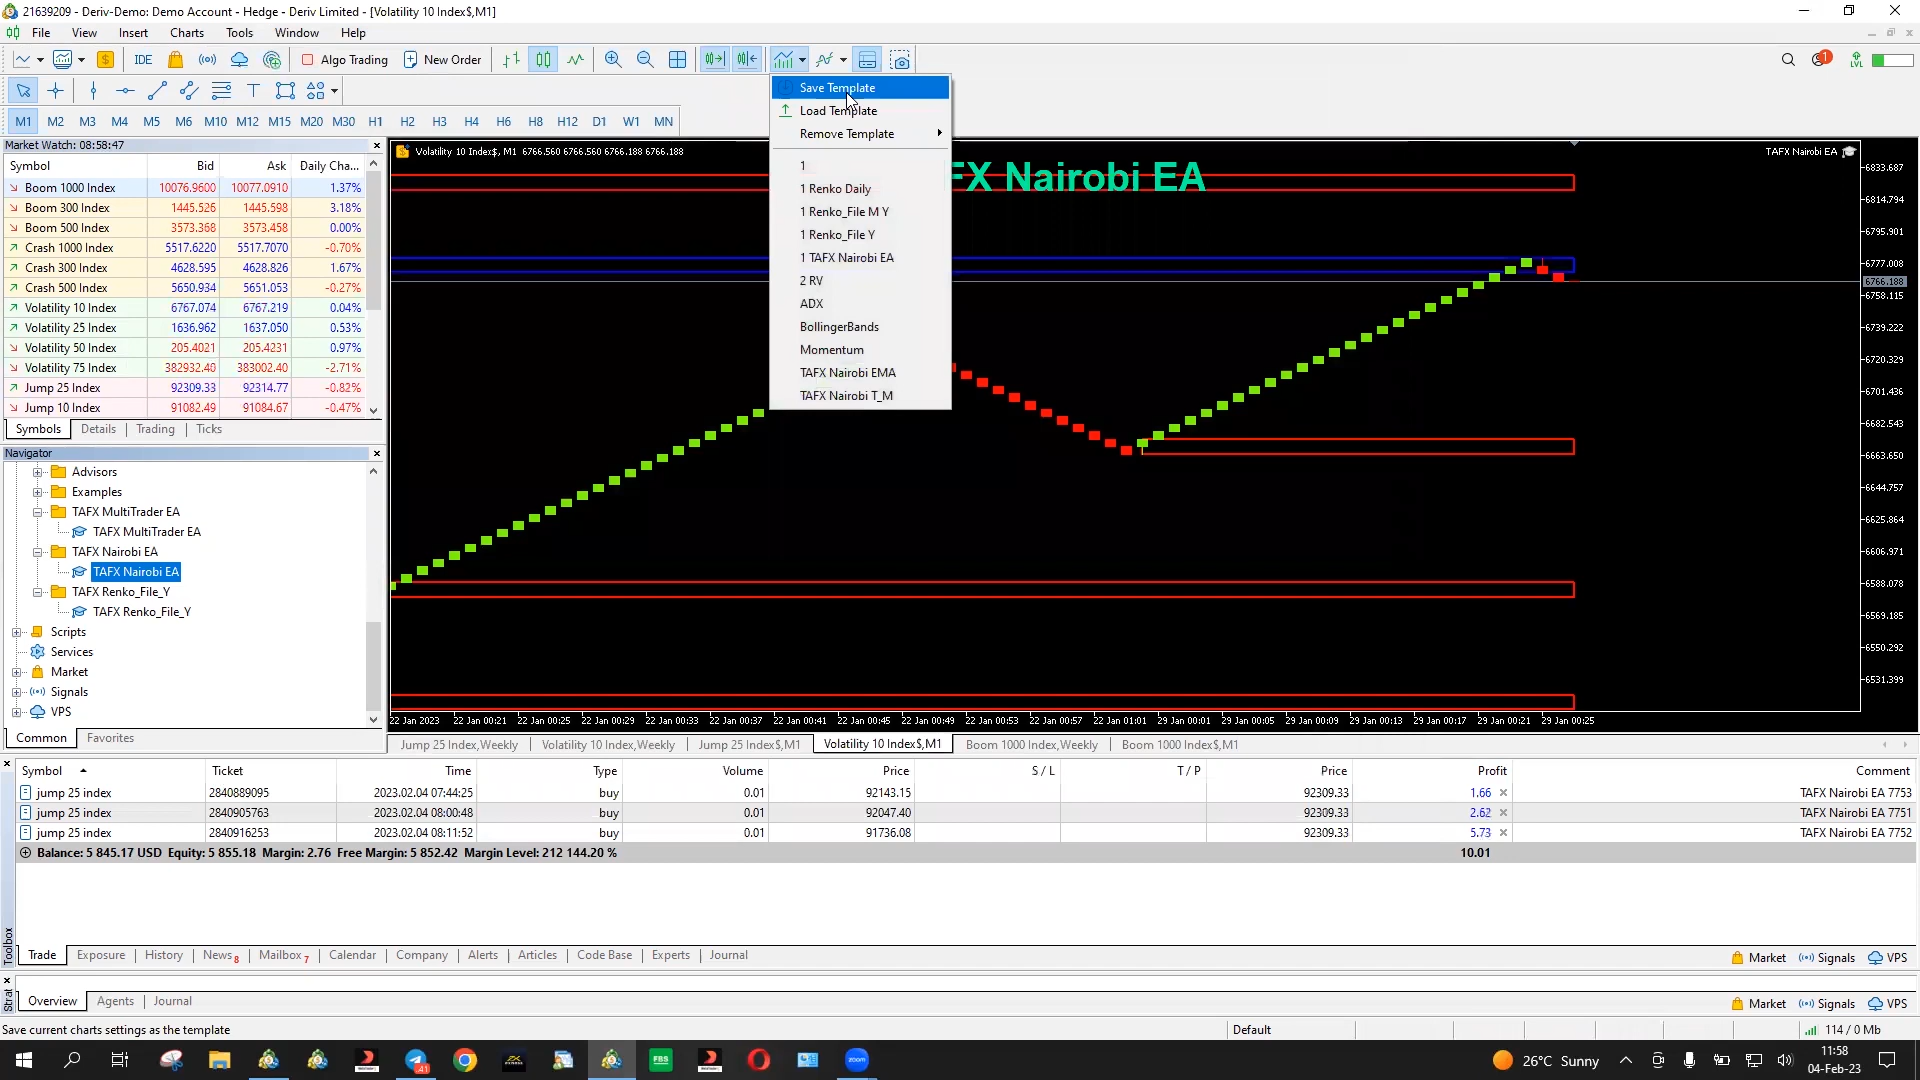 21639209 - Deriv-Demo: Demo Account - Hedge - Deriv Limited - [Volatility 10 Index$,M1]
File View Insert Charts Tools Window Help
IDE Algo Trading New Order 1 LVL
T
M1 M2 M3 M4 M5 M6 M10 M12 M15 M20 M30 H1 H2 H3 H4 H6 H8 H12 D1 W1 MN
Save Template
Load Template
Remove Template
1
1 Renko Daily
1 Renko_File M Y
1 Renko_File Y
1 TAFX Nairobi EA
2 RV
ADX
BollingerBands
Momentum
TAFX Nairobi EMA
TAFX Nairobi T_M
Market Watch: 08:58:47
Symbol Bid Ask Daily Cha...
Boom 1000 Index 10076.9600 10077.0910 1.37%
Boom 300 Index 1445.526 1445.598 3.18%
Boom 500 Index 3573.368 3573.458 0.00%
Crash 1000 Index 5517.6220 5517.7070 -0.70%
Crash 300 Index 4628.595 4628.826 1.67%
Crash 500 Index 5650.934 5651.053 -0.27%
Volatility 10 Index 6767.074 6767.219 0.04%
Volatility 25 Index 1636.962 1637.050 0.53%
Volatility 50 Index 205.4021 205.4231 0.97%
Volatility 75 Index 382932.40 383002.40 -2.71%
Jump 25 Index 92309.33 92314.77 -0.82%
Jump 10 Index 91082.49 91084.67 -0.47%
Symbols Details Trading Ticks
Navigator
Advisors
Examples
TAFX MultiTrader EA
TAFX MultiTrader EA
TAFX Nairobi EA
TAFX Nairobi EA
TAFX Renko_File_Y
TAFX Renko_File_Y
Scripts
Services
Market
Signals
VPS
Common Favorites
Volatility 10 Index$, M1 6766.560 6766.560 6766.188 6766.188
FX Nairobi EA
TAFX Nairobi EA
6833.687
6814.794
6795.901
6777.008
6766.188
6758.115
6739.222
6720.329
6701.436
6682.543
6663.650
6644.757
6625.864
6606.971
6588.078
6569.185
6550.292
6531.399
22 Jan 2023 22 Jan 00:21 22 Jan 00:25 22 Jan 00:29 22 Jan 00:33 22 Jan 00:37 22 Jan 00:41 22 Jan 00:45 22 Jan 00:49 22 Jan 00:53 22 Jan 00:57 22 Jan 01:01 29 Jan 00:01 29 Jan 00:05 29 Jan 00:09 29 Jan 00:13 29 Jan 00:17 29 Jan 00:21 29 Jan 00:25
Jump 25 Index,Weekly Volatility 10 Index,Weekly Jump 25 Index$,M1 Volatility 10 Index$,M1 Boom 1000 Index,Weekly Boom 1000 Index$,M1
Symbol Ticket Time Type Volume Price S / L T / P Price Profit Comment
jump 25 index 2840889095 2023.02.04 07:44:25 buy 0.01 92143.15 92309.33 1.66 TAFX Nairobi EA 7753
jump 25 index 2840905763 2023.02.04 08:00:48 buy 0.01 92047.40 92309.33 2.62 TAFX Nairobi EA 7751
jump 25 index 2840916253 2023.02.04 08:11:52 buy 0.01 91736.08 92309.33 5.73 TAFX Nairobi EA 7752
Balance: 5 845.17 USD Equity: 5 855.18 Margin: 2.76 Free Margin: 5 852.42 Margin Level: 212 144.20 % 10.01
Toolbox
Trade Exposure History News 8 Mailbox 7 Calendar Company Alerts Articles Code Base Experts Journal Market Signals VPS
Strat
Overview Agents Journal Market Signals VPS
Save current charts settings as the template Default 114 / 0 Mb
41 FBS zoom 26°C Sunny 11:58
04-Feb-23